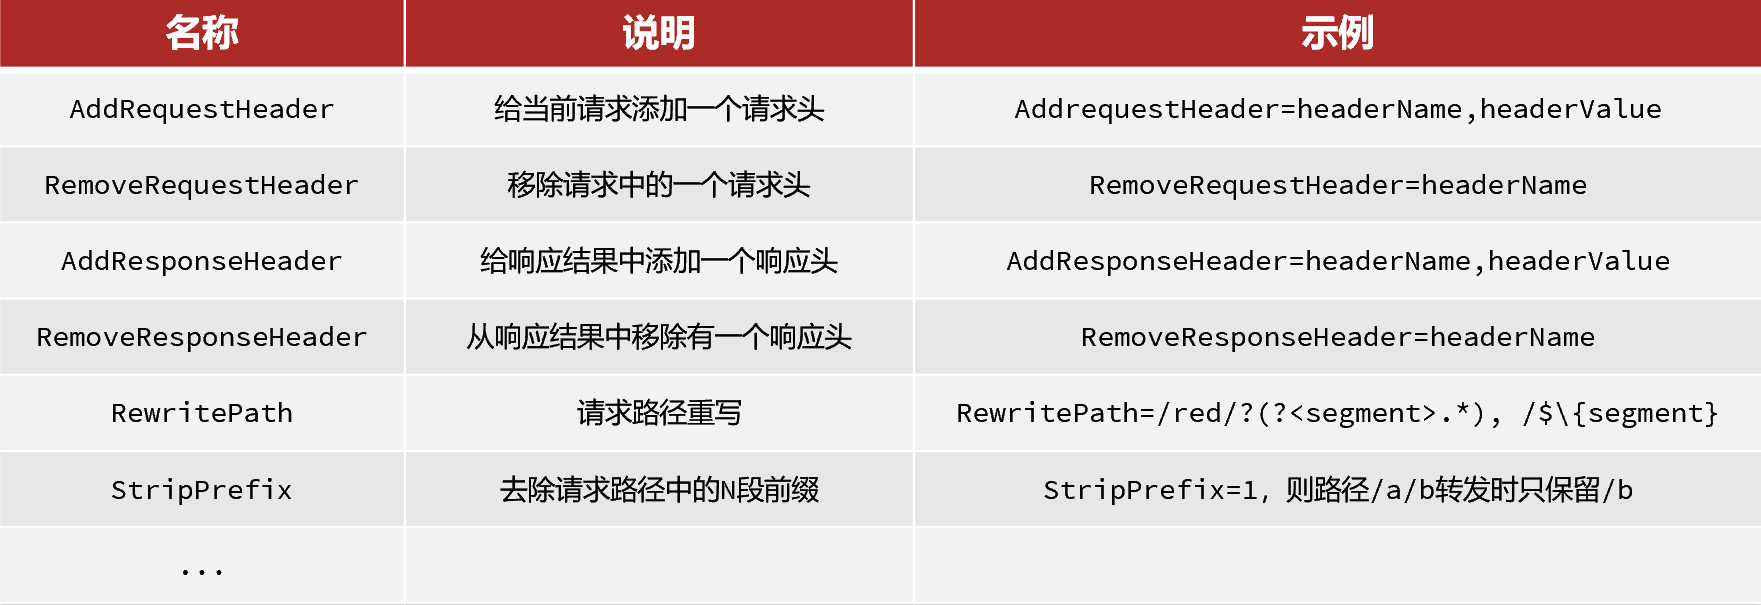 名称 说明 示例
AddRequestHeader 给当前请求添加一个请求头 AddrequestHeader=headerName,headerValue
RemoveRequestHeader 移除请求中的一个请求头 RemoveRequestHeader=headerName
AddResponseHeader 给响应结果中添加一个响应头 AddResponseHeader=headerName,headerValue
RemoveResponseHeader 从响应结果中移除有一个响应头 RemoveResponseHeader=headerName
RewritePath 请求路径重写 RewritePath=/red/?(?<segment>.*), /$\{segment}
StripPrefix 去除请求路径中的N段前缀 StripPrefix=1, 则路径/a/b转发时只保留/b
...